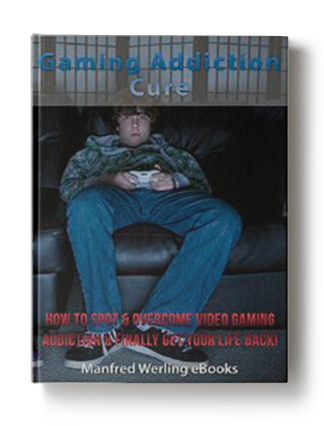 Gaming Addiction
Cure
HOW TO SPOT & OVERCOME VIDEO GAMING
ADDICTION & FINALLY GET YOUR LIFE BACK!
Manfred Werling eBooks